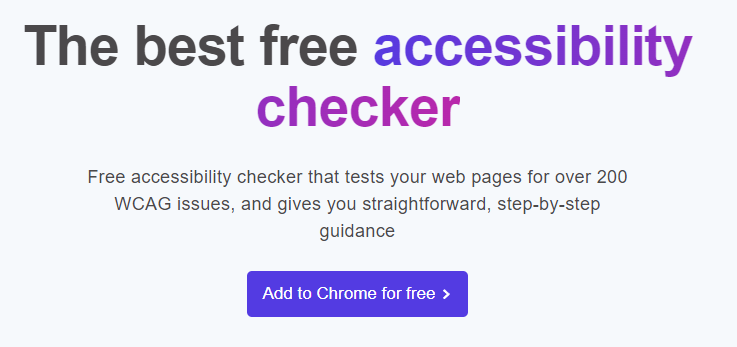 The best free accessibility
checker
Free accessibility checker that tests your web pages for over 200
WCAG issues, and gives you straightforward, step-by-step
guidance
Add to Chrome for free